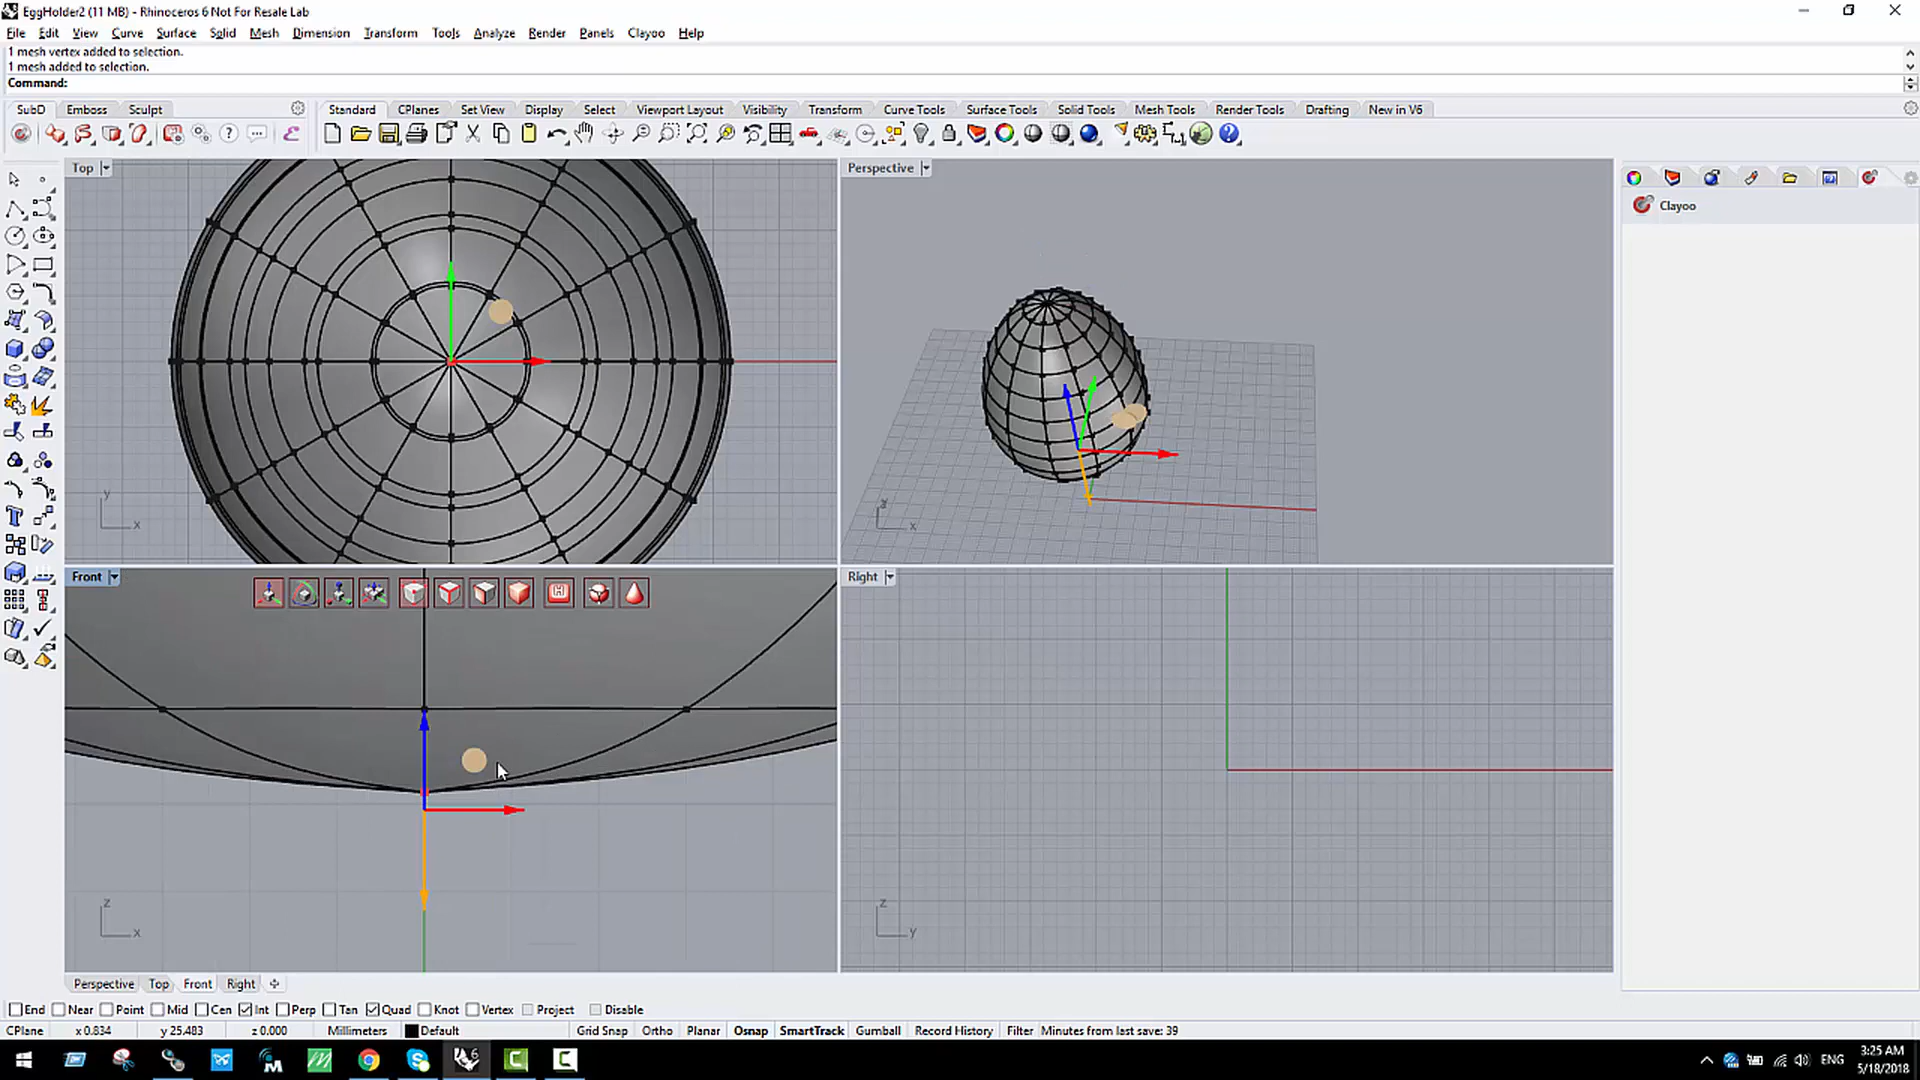 EggHolder2 (11 MB) - Rhinoceros 6 Not For Resale Lab
File Edit View Curve Surface Solid Mesh Dimension Transform Tools Analyze Render Panels Clayoo Help
1 mesh vertex added to selection.
1 mesh added to selection.
Command:
SubD Emboss Sculpt Standard CPlanes Set View Display Select Viewport Layout Visibility Transform Curve Tools Surface Tools Solid Tools Mesh Tools Render Tools Drafting New in V6
Top Perspective
Clayoo
y x
z x
Front Right
z x
z y
Perspective Top Front Right
End Near Point Mid Cen Int Perp Tan Quad Knot Vertex Project Disable
CPlane x 0.834 y 25.483 z 0.000 Millimeters Default Grid Snap Ortho Planar Osnap SmartTrack Gumball Record History Filter Minutes from last save: 39
ENG 3:25 AM
5/18/2018